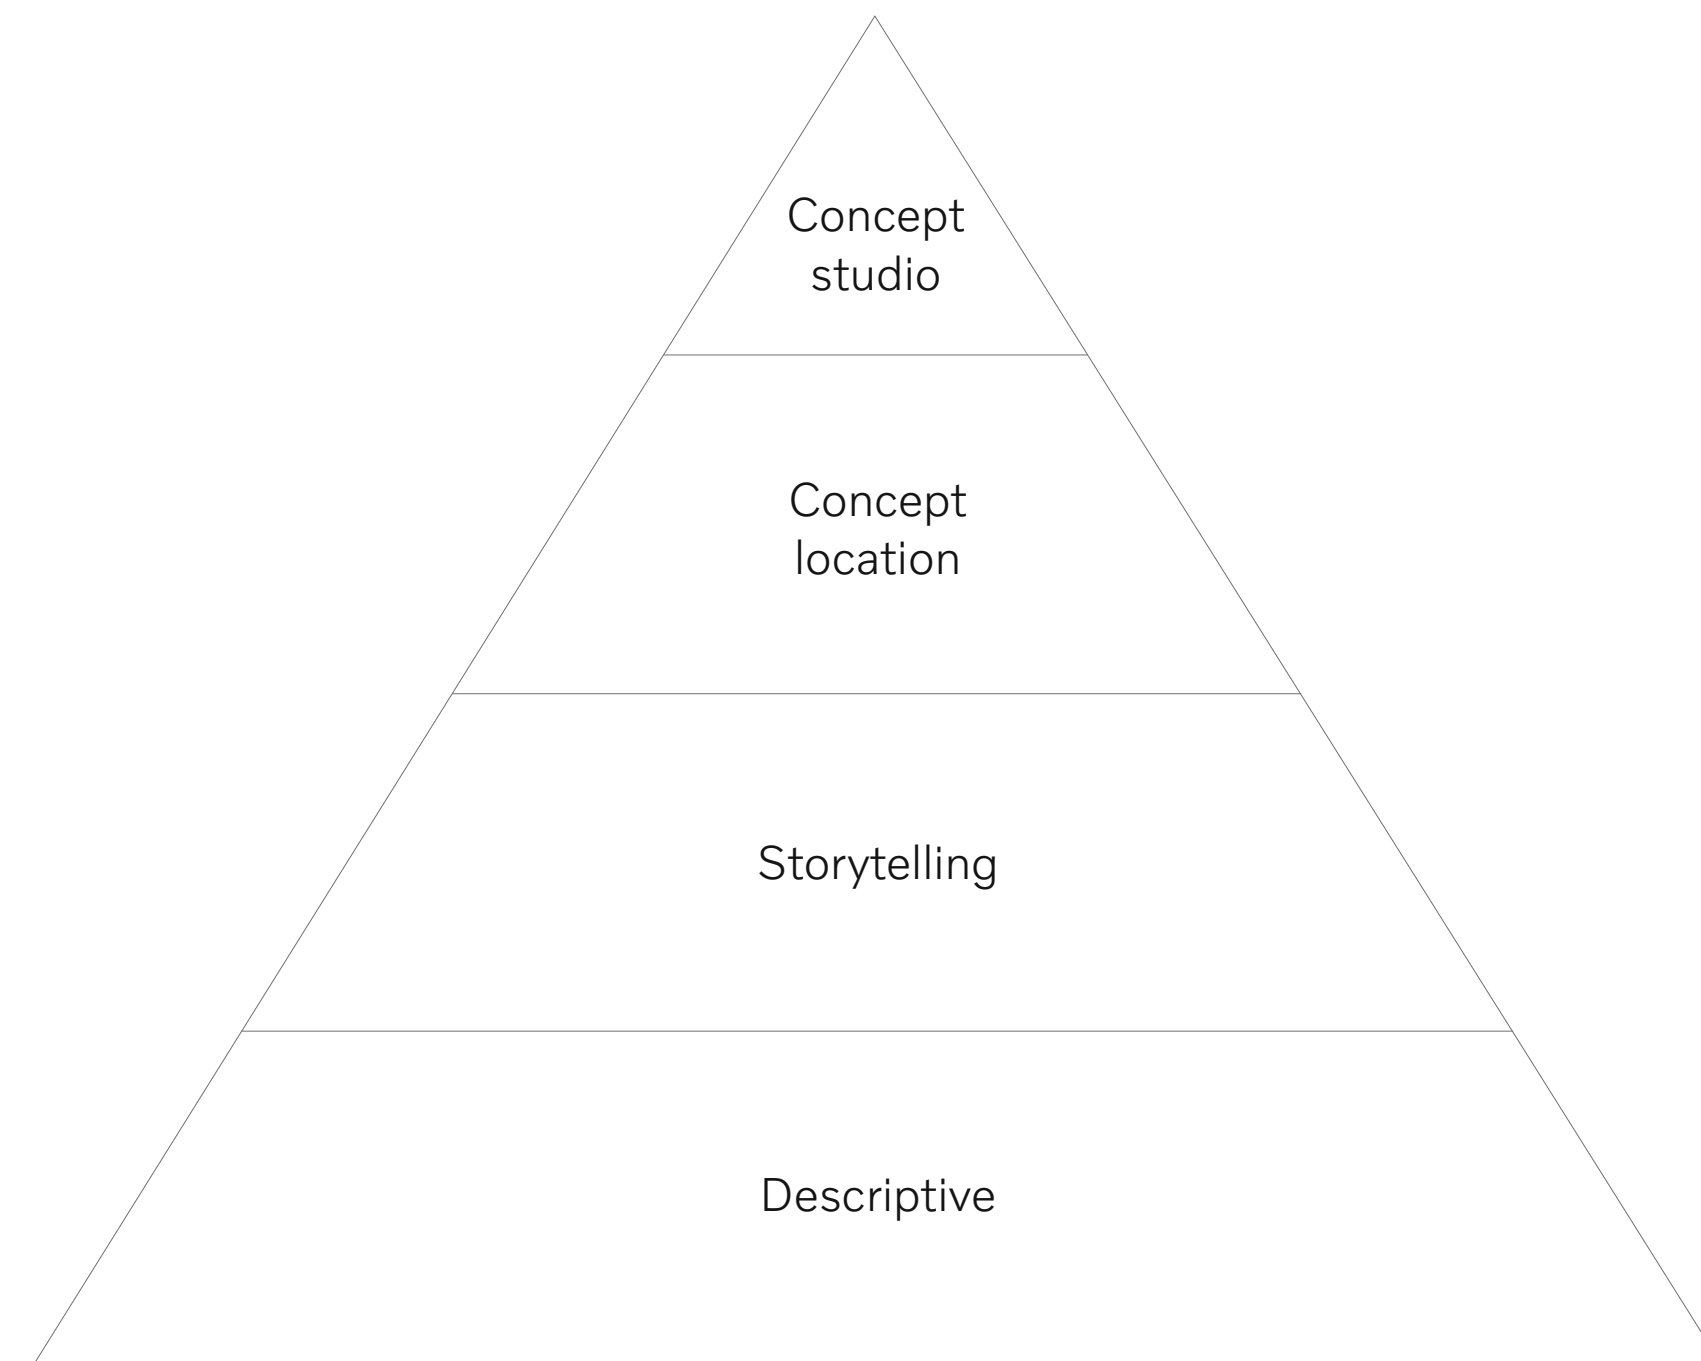 Concept
studio
Concept
location
Storytelling
Descriptive